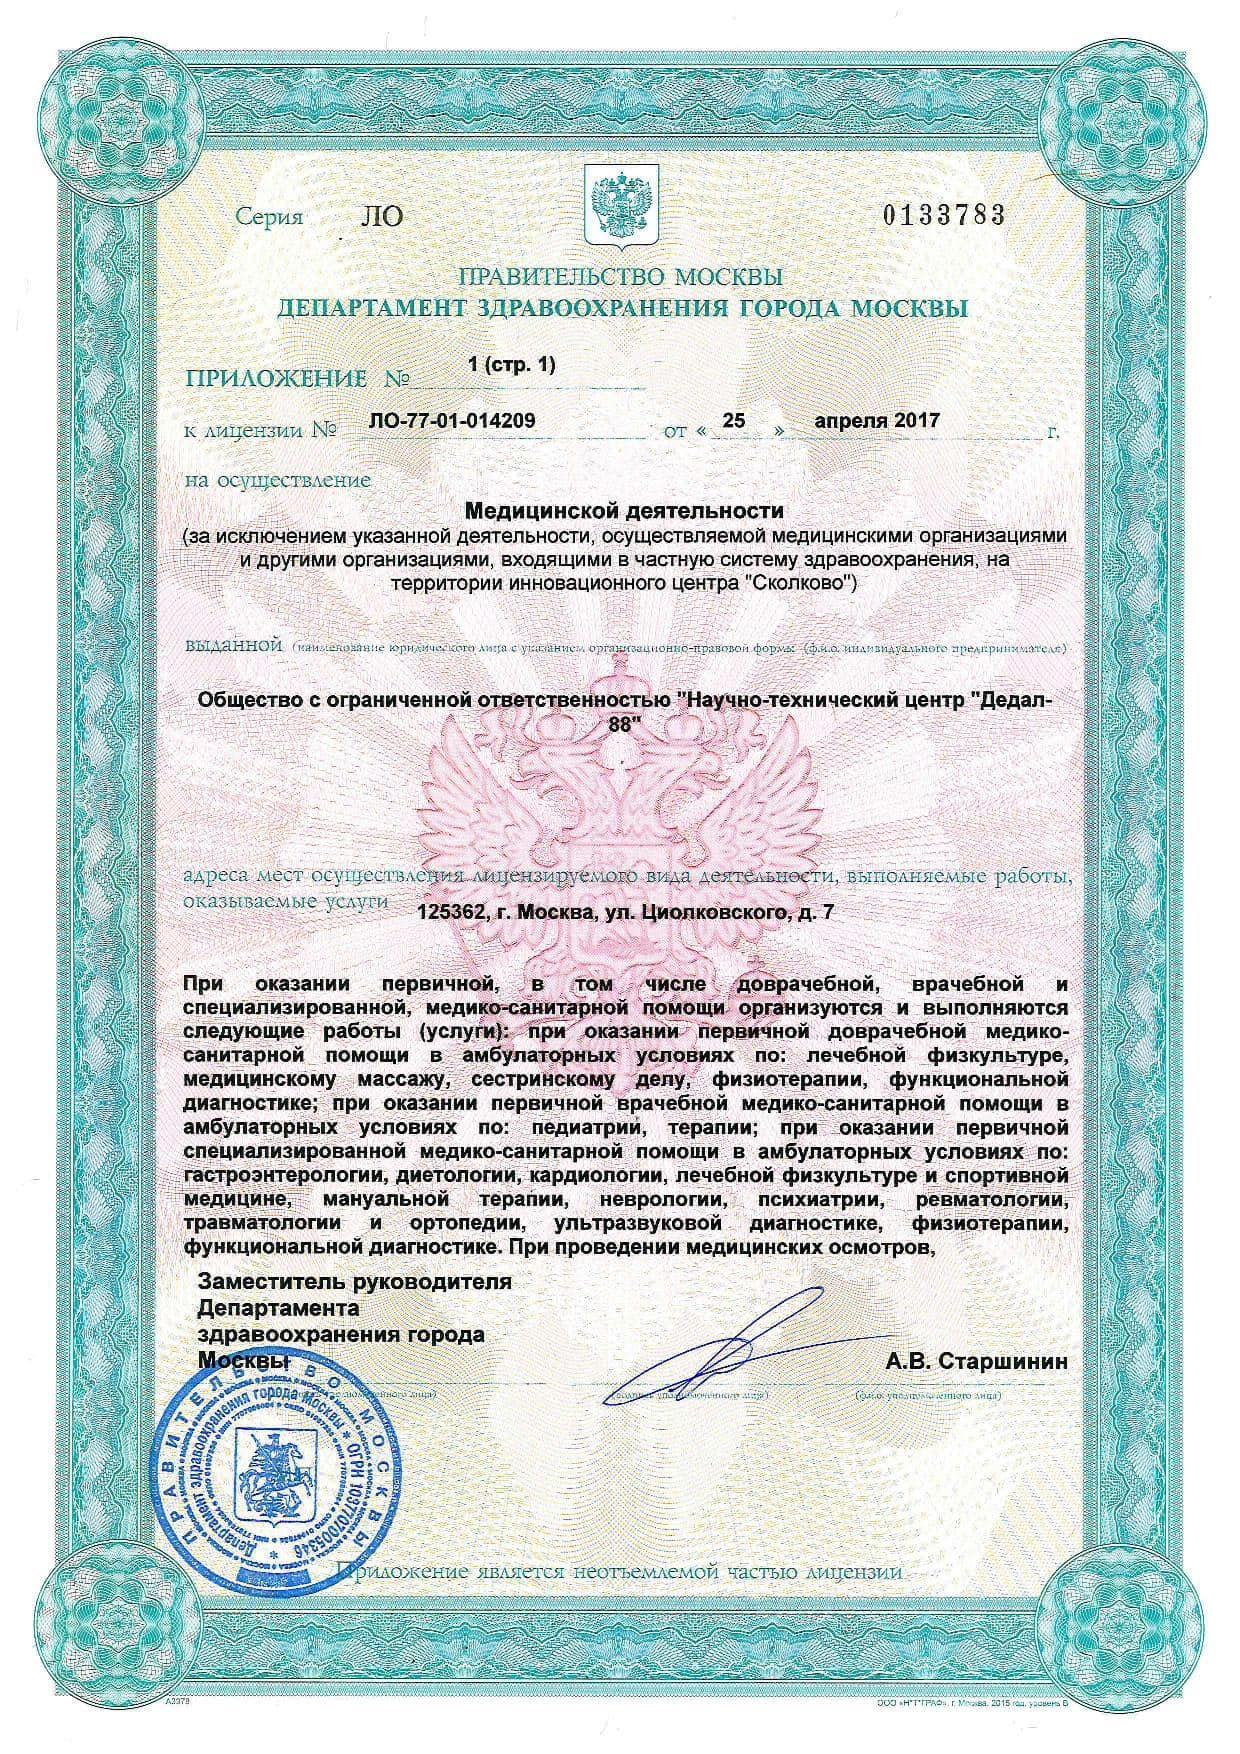 Серия ЛО 0133783
ПРАВИТЕЛЬСТВО МОСКВЫ
ДЕПАРТАМЕНТ ЗДРАВООХРАНЕНИЯ ГОРОДА МОСКВЫ
ПРИЛОЖЕНИЕ № 1 (стр. 1)
к лицензии № ЛО-77-01-014209 от « 25 » апреля 2017 г.
на осуществление
Медицинской деятельности
(за исключением указанной деятельности, осуществляемой медицинскими организациями
и другими организациями, входящими в частную систему здравоохранения, на
территории инновационного центра "Сколково")
выданной (наименование юридического лица с указанием организационно-правовой формы (ф.и.о. индивидуального предпринимателя)
Общество с ограниченной ответственностью "Научно-технический центр "Дедал-
88"
адреса мест осуществления лицензируемого вида деятельности, выполняемые работы,
оказываемые услуги 125362, г. Москва, ул. Циолковского, д. 7
При оказании первичной, в том числе доврачебной, врачебной и
специализированной, медико-санитарной помощи организуются и выполняются
следующие работы (услуги): при оказании первичной доврачебной медико-
санитарной помощи в амбулаторных условиях по: лечебной физкультуре,
медицинскому массажу, сестринскому делу, физиотерапии, функциональной
диагностике; при оказании первичной врачебной медико-санитарной помощи в
амбулаторных условиях по: педиатрии, терапии; при оказании первичной
специализированной медико-санитарной помощи в амбулаторных условиях по:
гастроэнтерологии, диетологии, кардиологии, лечебной физкультуре и спортивной
медицине, мануальной терапии, неврологии, психиатрии, ревматологии,
травматологии и ортопедии, ультразвуковой диагностике, физиотерапии,
функциональной диагностике. При проведении медицинских осмотров,
Заместитель руководителя
Департамента
здравоохранения города
Москвы А.В. Старшинин
(подпись уполномоченного лица) (ф.и.о. уполномоченного лица)
ПРАВИТЕЛЬСТВО МОСКВЫ
Департамент здравоохранения города Москвы * ОГРН 1037707005346 *
Приложение является неотъемлемой частью лицензии
А3379 ООО «Н*Т*ГРАФ», г. Москва, 2015 год, уровень Б